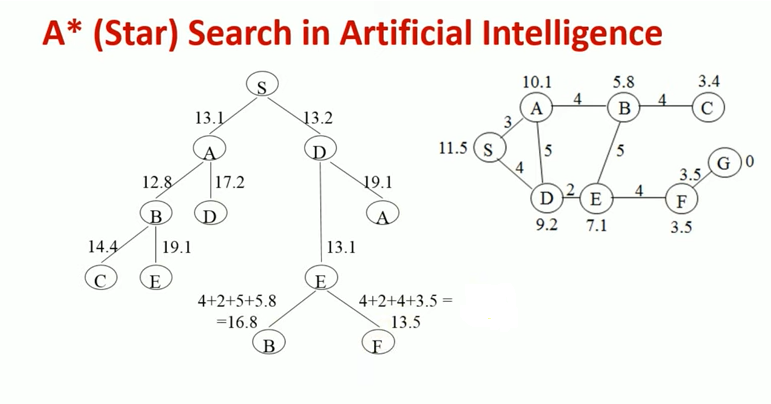 A* (Star) Search in Artificial Intelligence
S
13.1
13.2
A
D
12.8
17.2
19.1
B
D
A
14.4
19.1
13.1
C
E
E
4+2+5+5.8
=16.8
4+2+4+3.5 =
13.5
B
F
10.1
5.8
3.4
A
4
B
4
C
3
11.5
S
5
5
G
0
4
3.5
D
2
E
4
F
9.2
7.1
3.5